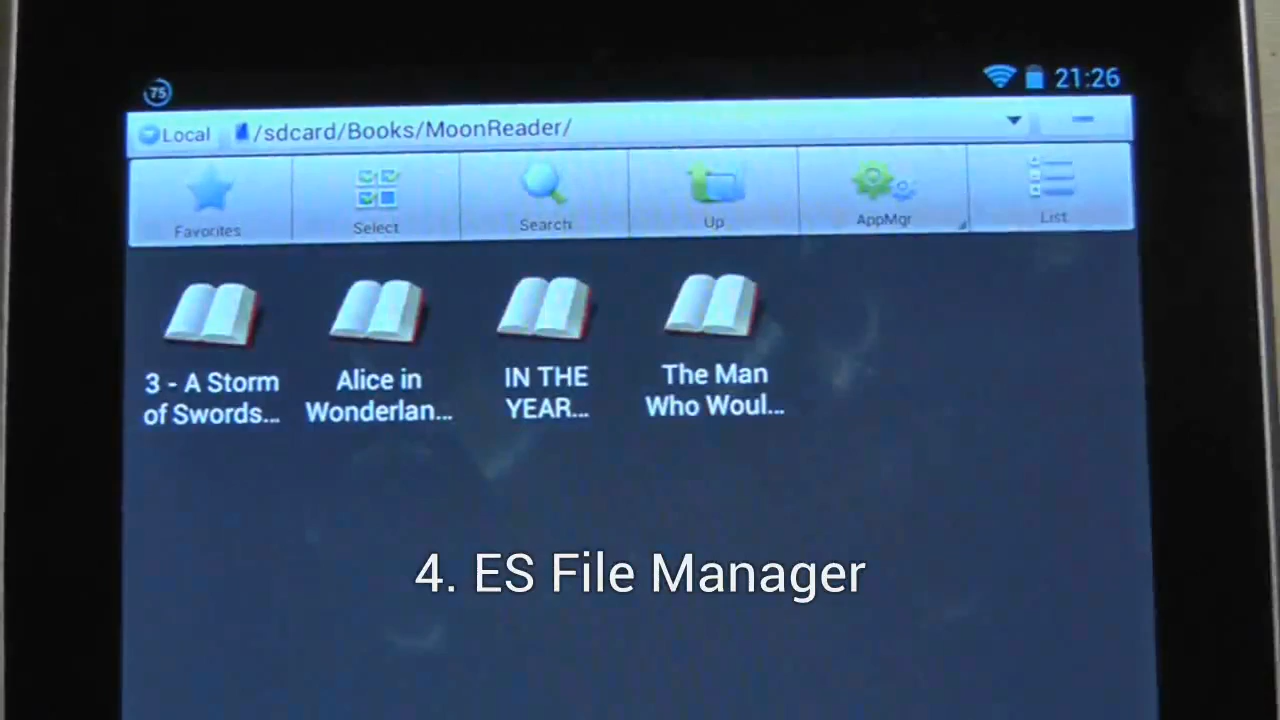 75
21:26
Local /sdcard/Books/MoonReader/
Favorites Select Search Up AppMgr List
3 - A Storm
of Swords...
Alice in
Wonderlan...
IN THE
YEAR...
The Man
Who Woul...
4. ES File Manager